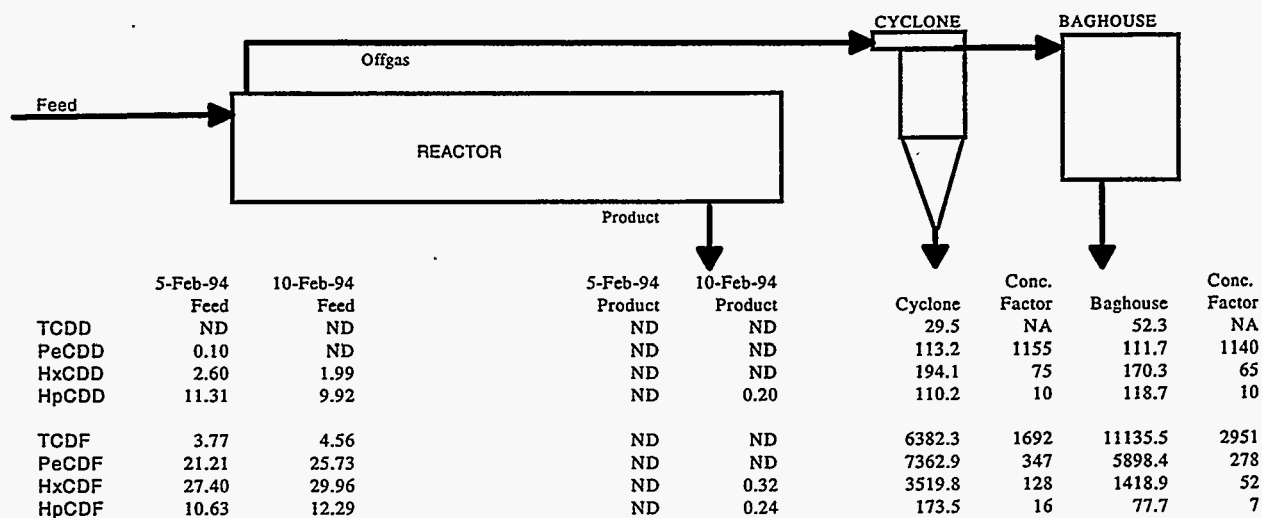 CYCLONE BAGHOUSE
Offgas
Feed
REACTOR
Product
5-Feb-94 10-Feb-94 5-Feb-94 10-Feb-94 Conc. Conc.
Feed Feed Product Product Cyclone Factor Baghouse Factor
TCDD ND ND ND ND 29.5 NA 52.3 NA
PeCDD 0.10 ND ND ND 113.2 1155 111.7 1140
HxCDD 2.60 1.99 ND ND 194.1 75 170.3 65
HpCDD 11.31 9.92 ND 0.20 110.2 10 118.7 10
TCDF 3.77 4.56 ND ND 6382.3 1692 11135.5 2951
PeCDF 21.21 25.73 ND ND 7362.9 347 5898.4 278
HxCDF 27.40 29.96 ND 0.32 3519.8 128 1418.9 52
HpCDF 10.63 12.29 ND 0.24 173.5 16 77.7 7